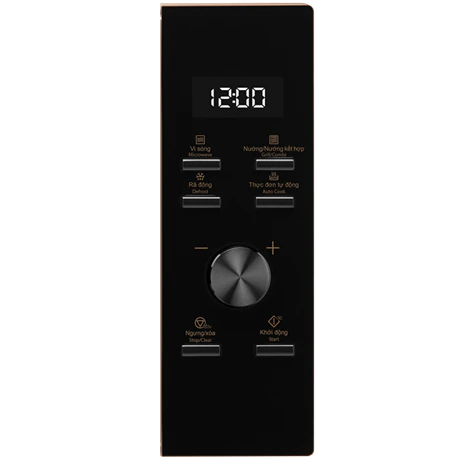 12:00
Vi sóng
Microwave
Nướng/Nướng kết hợp
Grill/Combi.
Rã đông
Defrost
Thực đơn tự động
Auto Cook
− +
Ngưng/xóa
Stop/Clear
Khởi động
Start